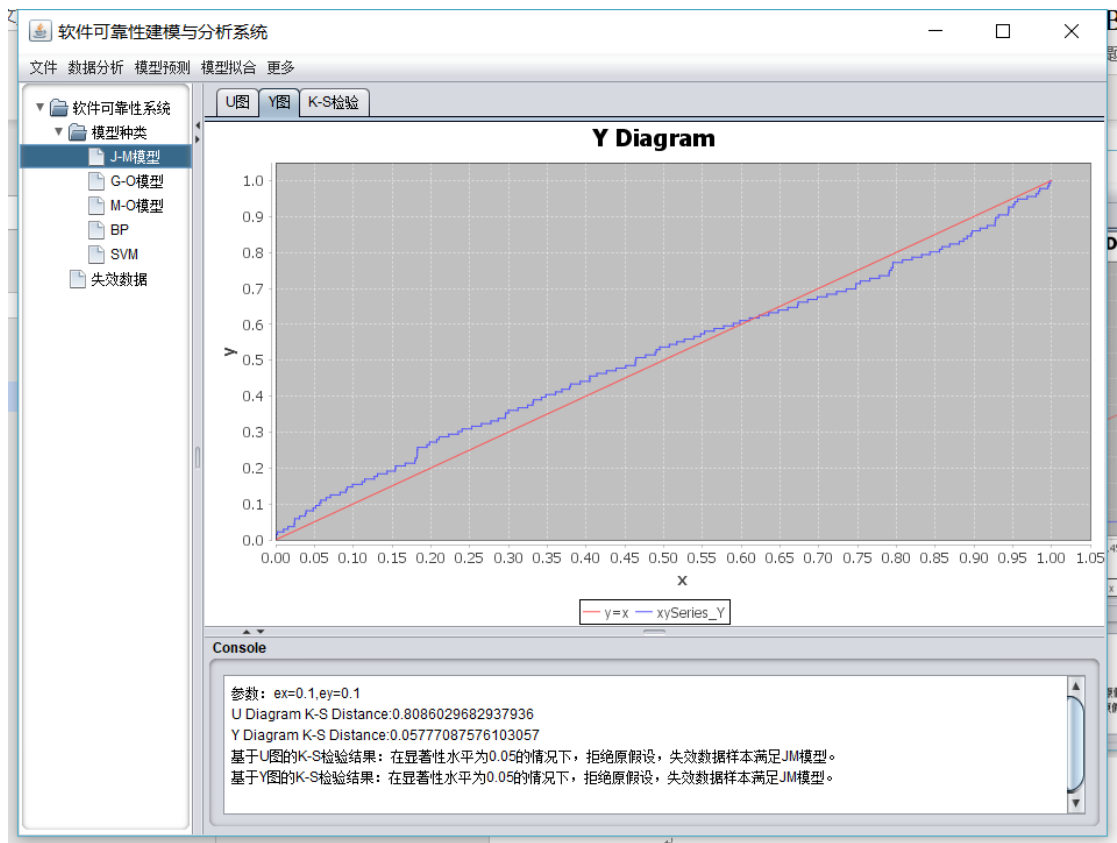 软件可靠性建模与分析系统
文件 数据分析 模型预测 模型拟合 更多
软件可靠性系统
模型种类
J-M模型
G-O模型
M-O模型
BP
SVM
失效数据
U图 Y图 K-S检验
Y Diagram
1.0
0.9
0.8
0.7
0.6
0.5
0.4
0.3
0.2
0.1
0.0
y
0.00 0.05 0.10 0.15 0.20 0.25 0.30 0.35 0.40 0.45 0.50 0.55 0.60 0.65 0.70 0.75 0.80 0.85 0.90 0.95 1.00 1.05
x
y=x xySeries_Y
Console
参数：ex=0.1,ey=0.1
U Diagram K-S Distance:0.8086029682937936
Y Diagram K-S Distance:0.05777087576103057
基于U图的K-S检验结果：在显著性水平为0.05的情况下，拒绝原假设，失效数据样本满足JM模型。
基于Y图的K-S检验结果：在显著性水平为0.05的情况下，拒绝原假设，失效数据样本满足JM模型。